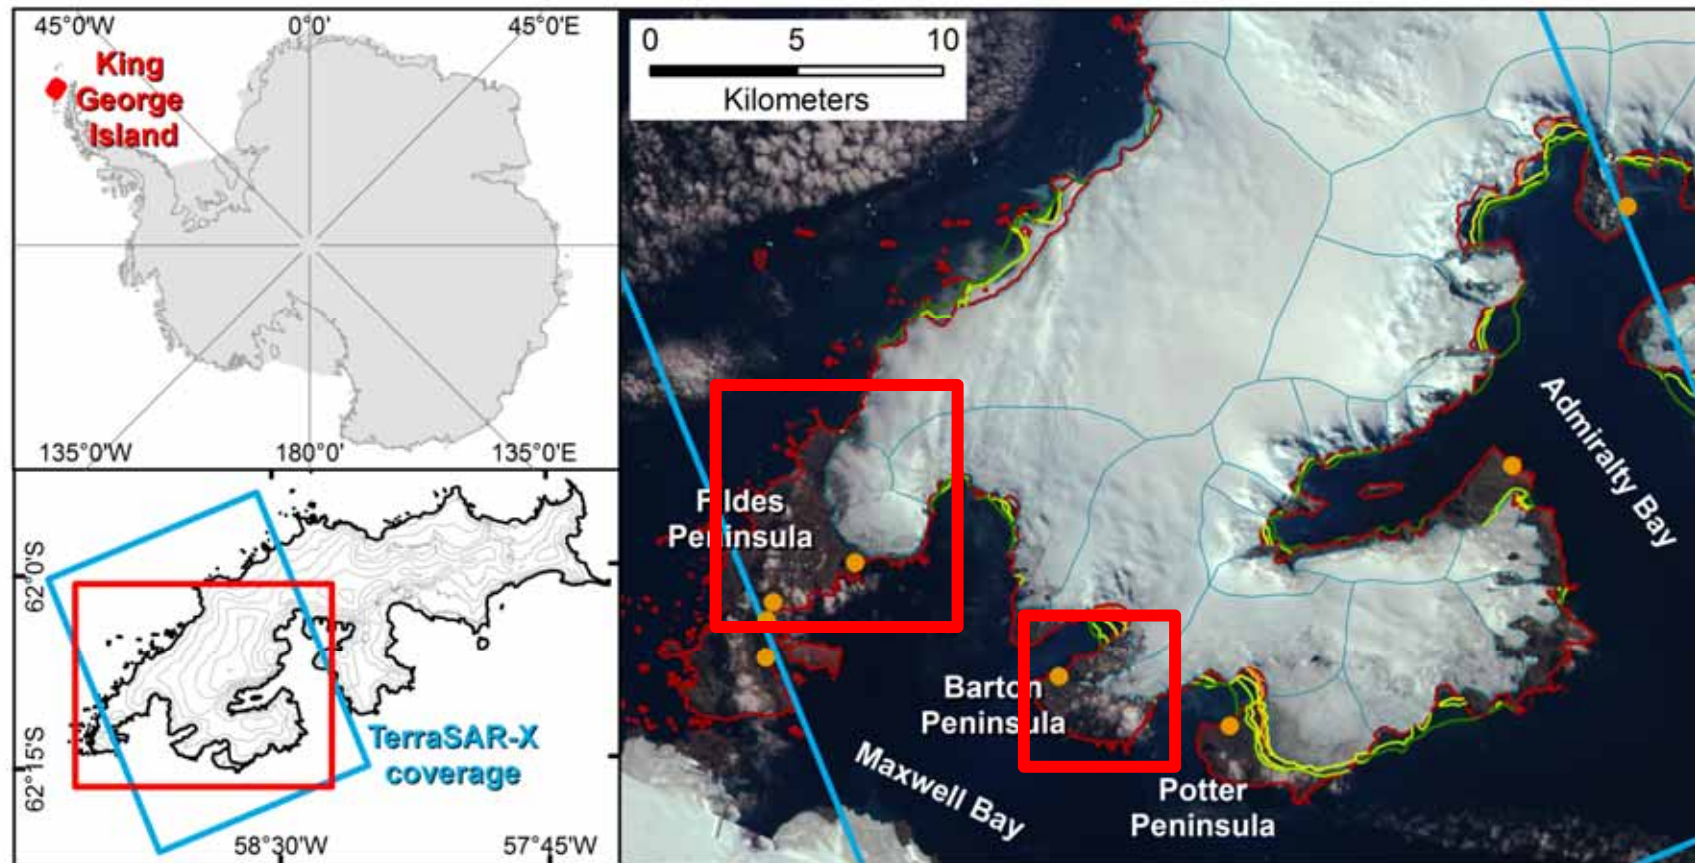 45°0'W
0°0'
45°0'E
King
George
Island
135°0'W
180°0'
135°0'E
62°0'S
62°15'S
TerraSAR-X
coverage
58°30'W
57°45'W
0 5 10
Kilometers
Fildes
Peninsula
Barton
Peninsula
Potter
Peninsula
Maxwell Bay
Admiralty Bay